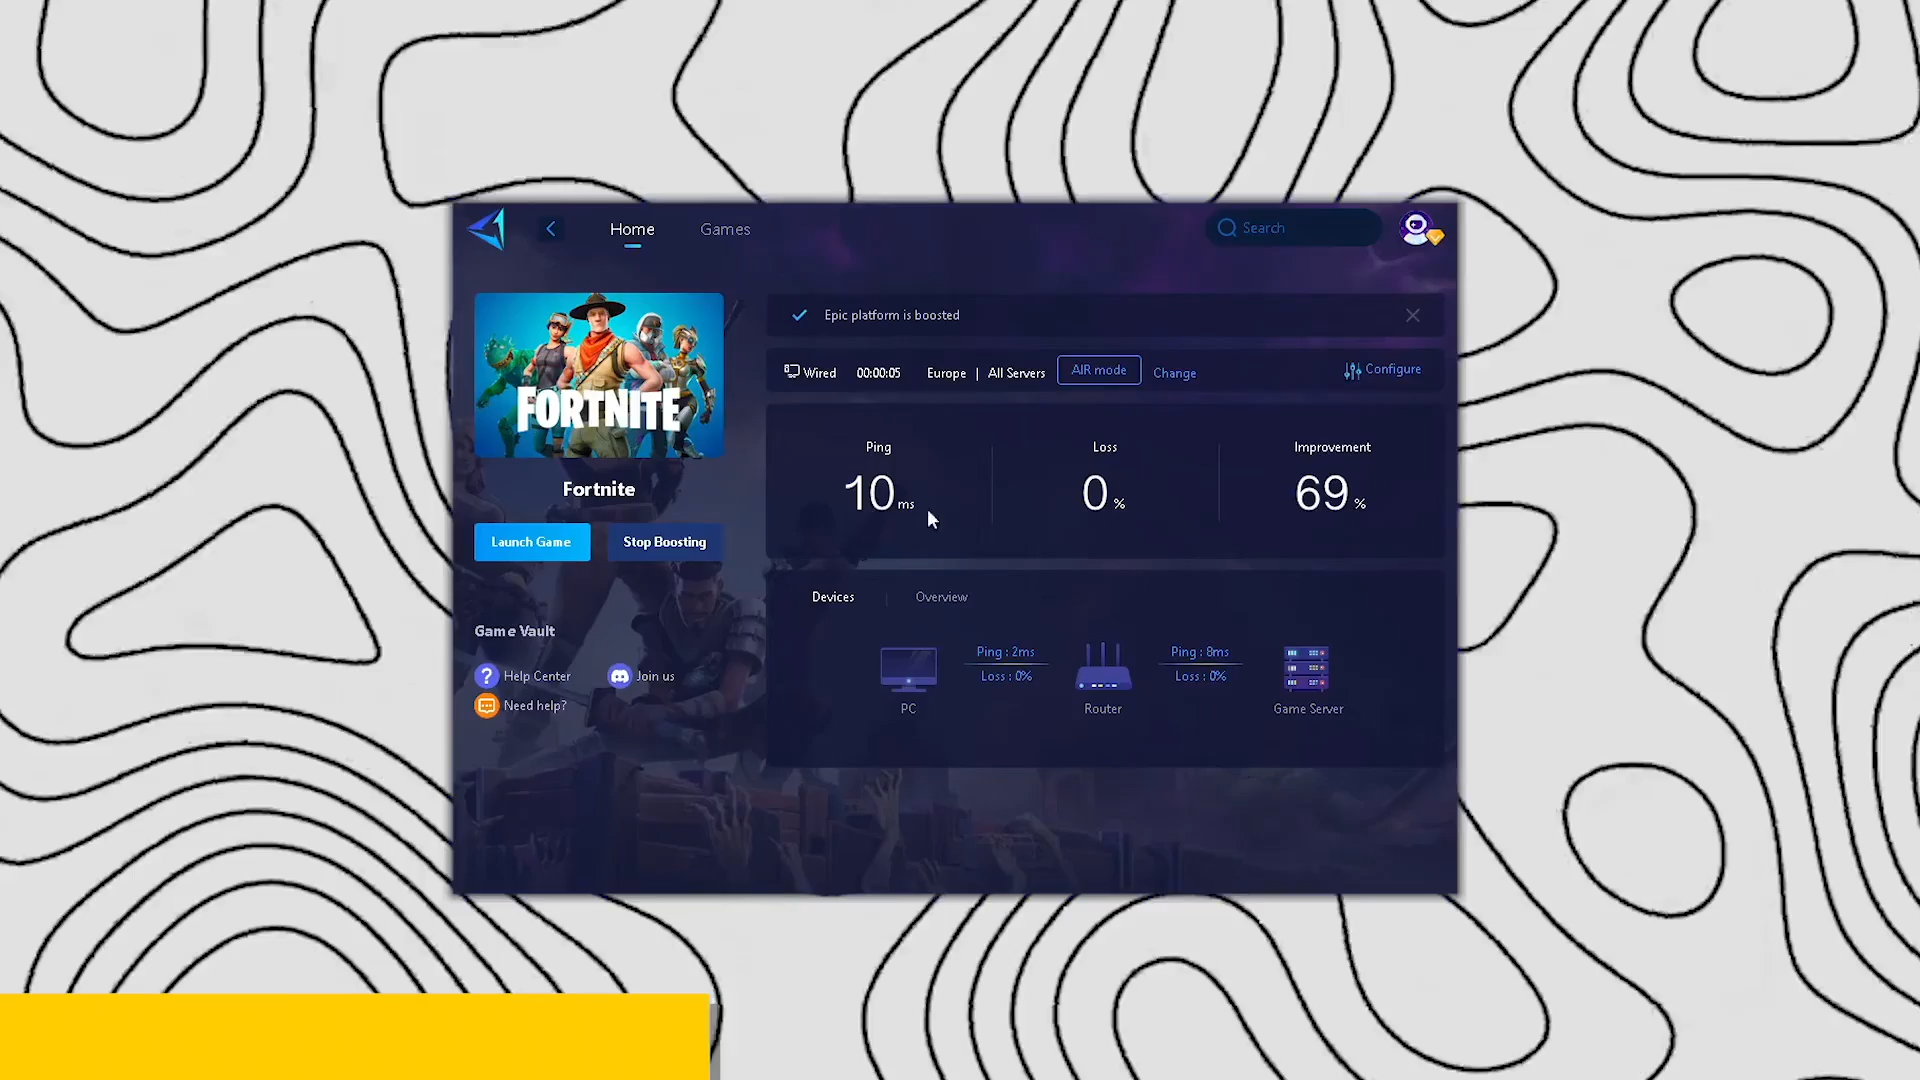 Home
Games
Search
FORTNITE
Fortnite
Launch Game
Stop Boosting
Game Vault
? Help Center
Join us
Need help?
Epic platform is boosted
Wired 00:00:05 Europe | All Servers AIR mode Change Configure
Ping
10 ms
Loss
0 %
Improvement
69 %
Devices | Overview
Ping : 2ms
Loss : 0%
Ping : 8ms
Loss : 0%
PC
Router
Game Server